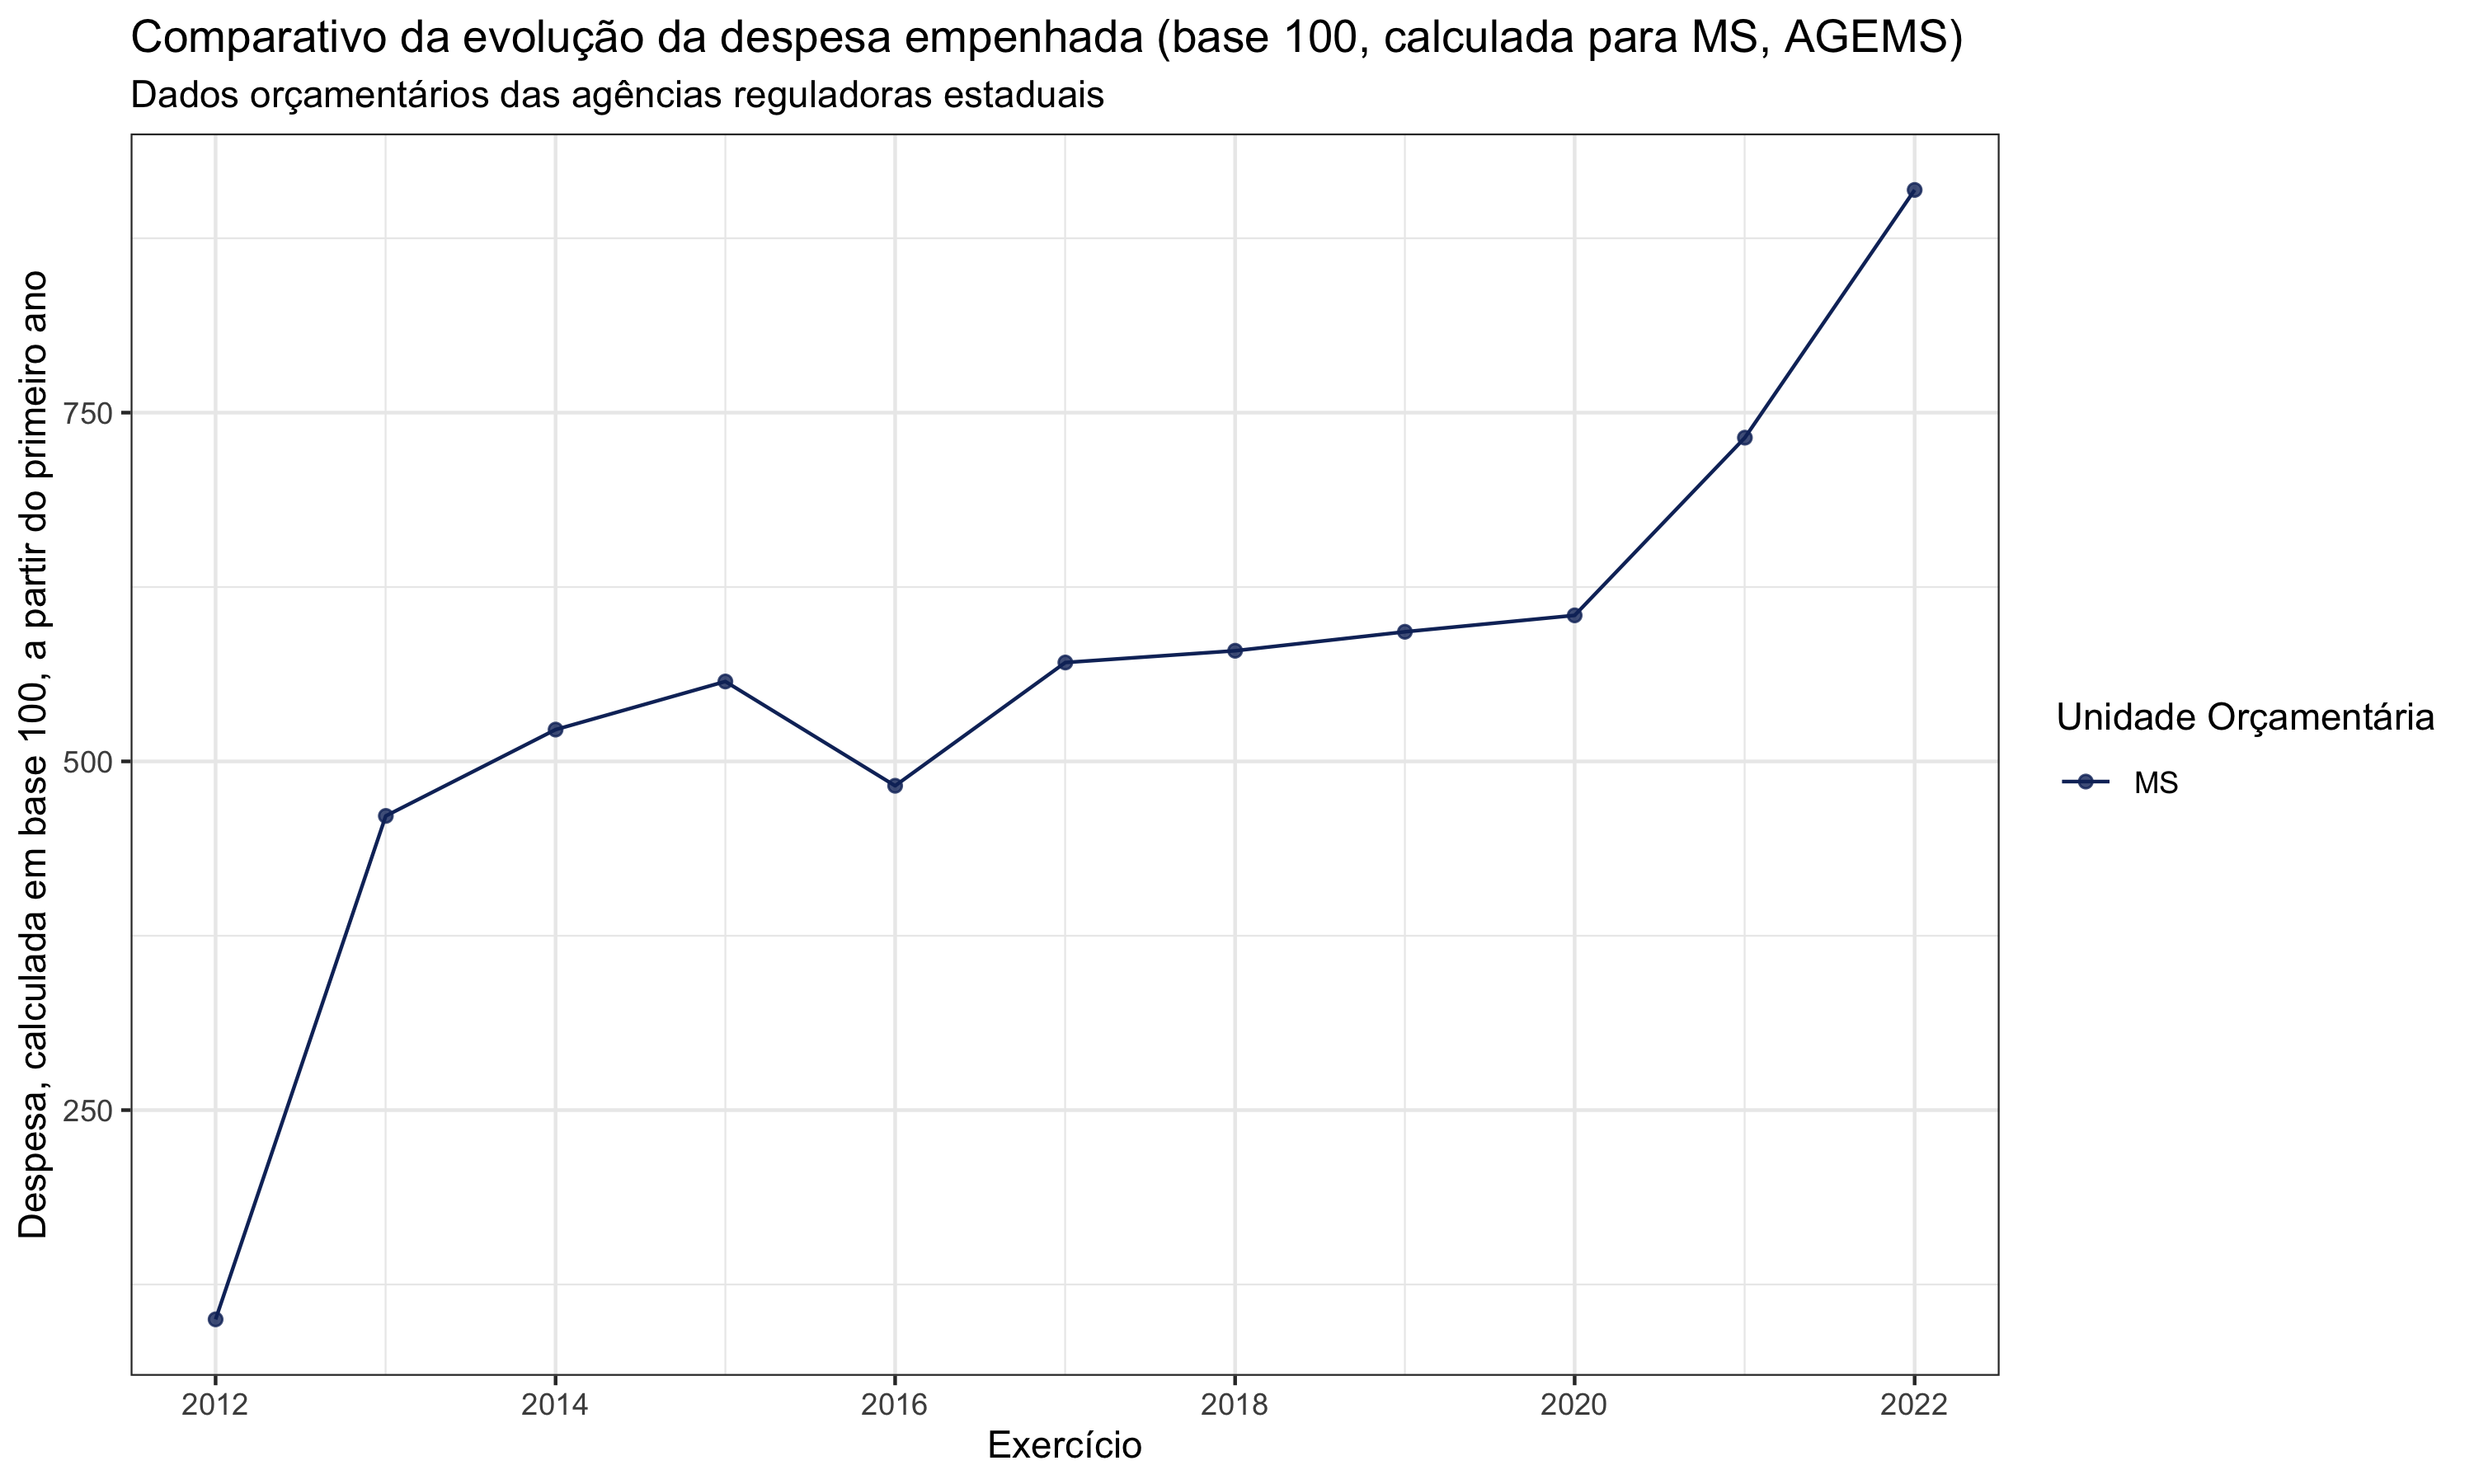 Comparativo da evolução da despesa empenhada (base 100, calculada para MS, AGEMS)
Dados orçamentários das agências reguladoras estaduais
Despesa, calculada em base 100, a partir do primeiro ano
750
500
250
2012
2014
2016
2018
2020
2022
Exercício
Unidade Orçamentária
MS